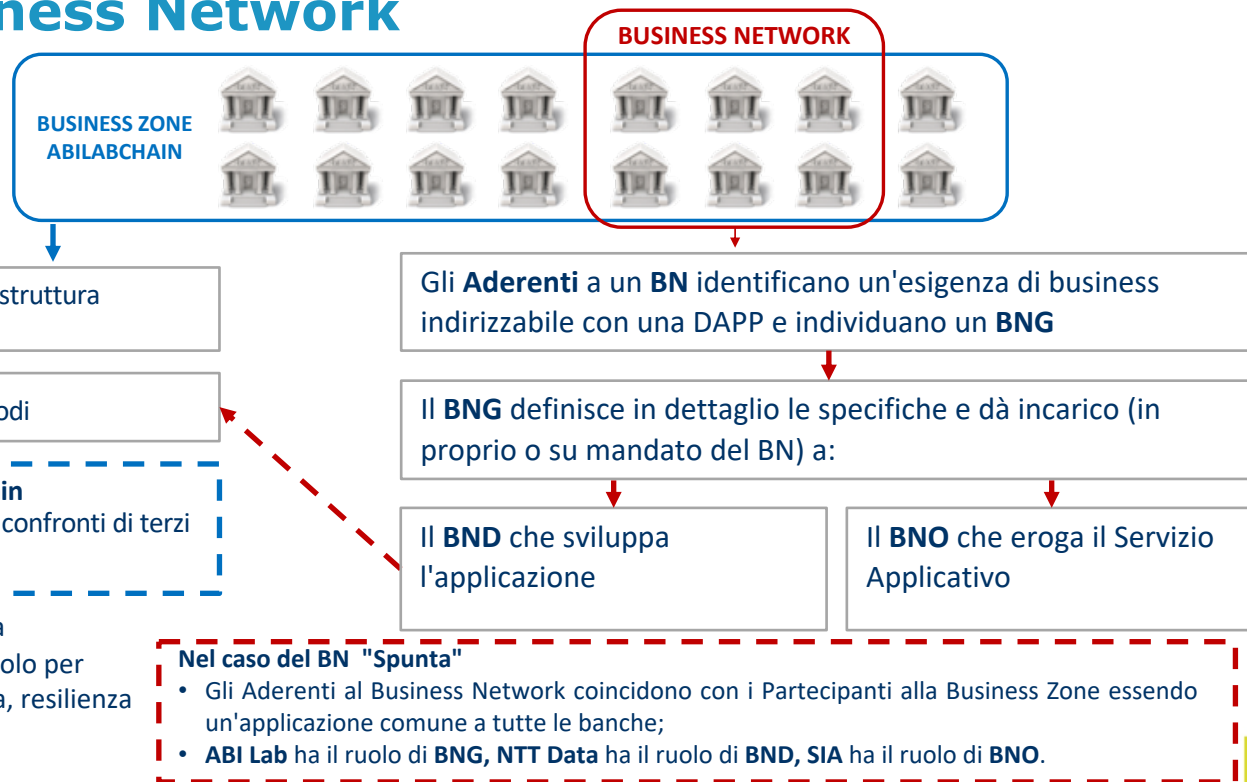 ness Network
BUSINESS NETWORK
BUSINESS ZONE
ABILABCHAIN
struttura
odi
in
confronti di terzi
a
olo per
a, resilienza
Gli Aderenti a un BN identificano un'esigenza di business
indirizzabile con una DAPP e individuano un BNG
Il BNG definisce in dettaglio le specifiche e dà incarico (in
proprio o su mandato del BN) a:
Il BND che sviluppa
l'applicazione
Il BNO che eroga il Servizio
Applicativo
Nel caso del BN "Spunta"
• Gli Aderenti al Business Network coincidono con i Partecipanti alla Business Zone essendo
un'applicazione comune a tutte le banche;
• ABI Lab ha il ruolo di BNG, NTT Data ha il ruolo di BND, SIA ha il ruolo di BNO.